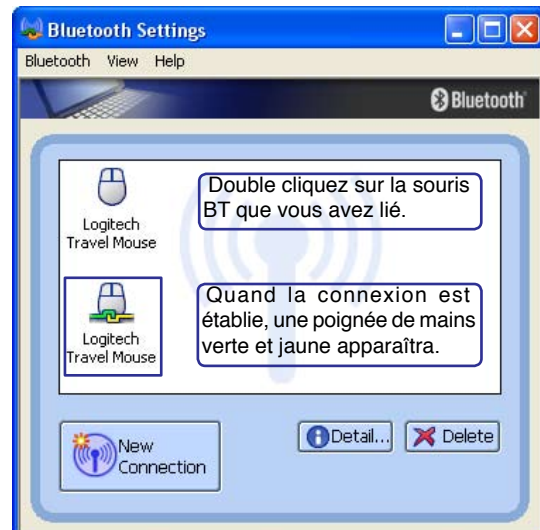 Bluetooth Settings
Bluetooth View Help
Bluetooth
Logitech
Travel Mouse
Double cliquez sur la souris
BT que vous avez lié.
Logitech
Travel Mouse
Quand la connexion est
établie, une poignée de mains
verte et jaune apparaîtra.
New
Connection
Detail...
Delete